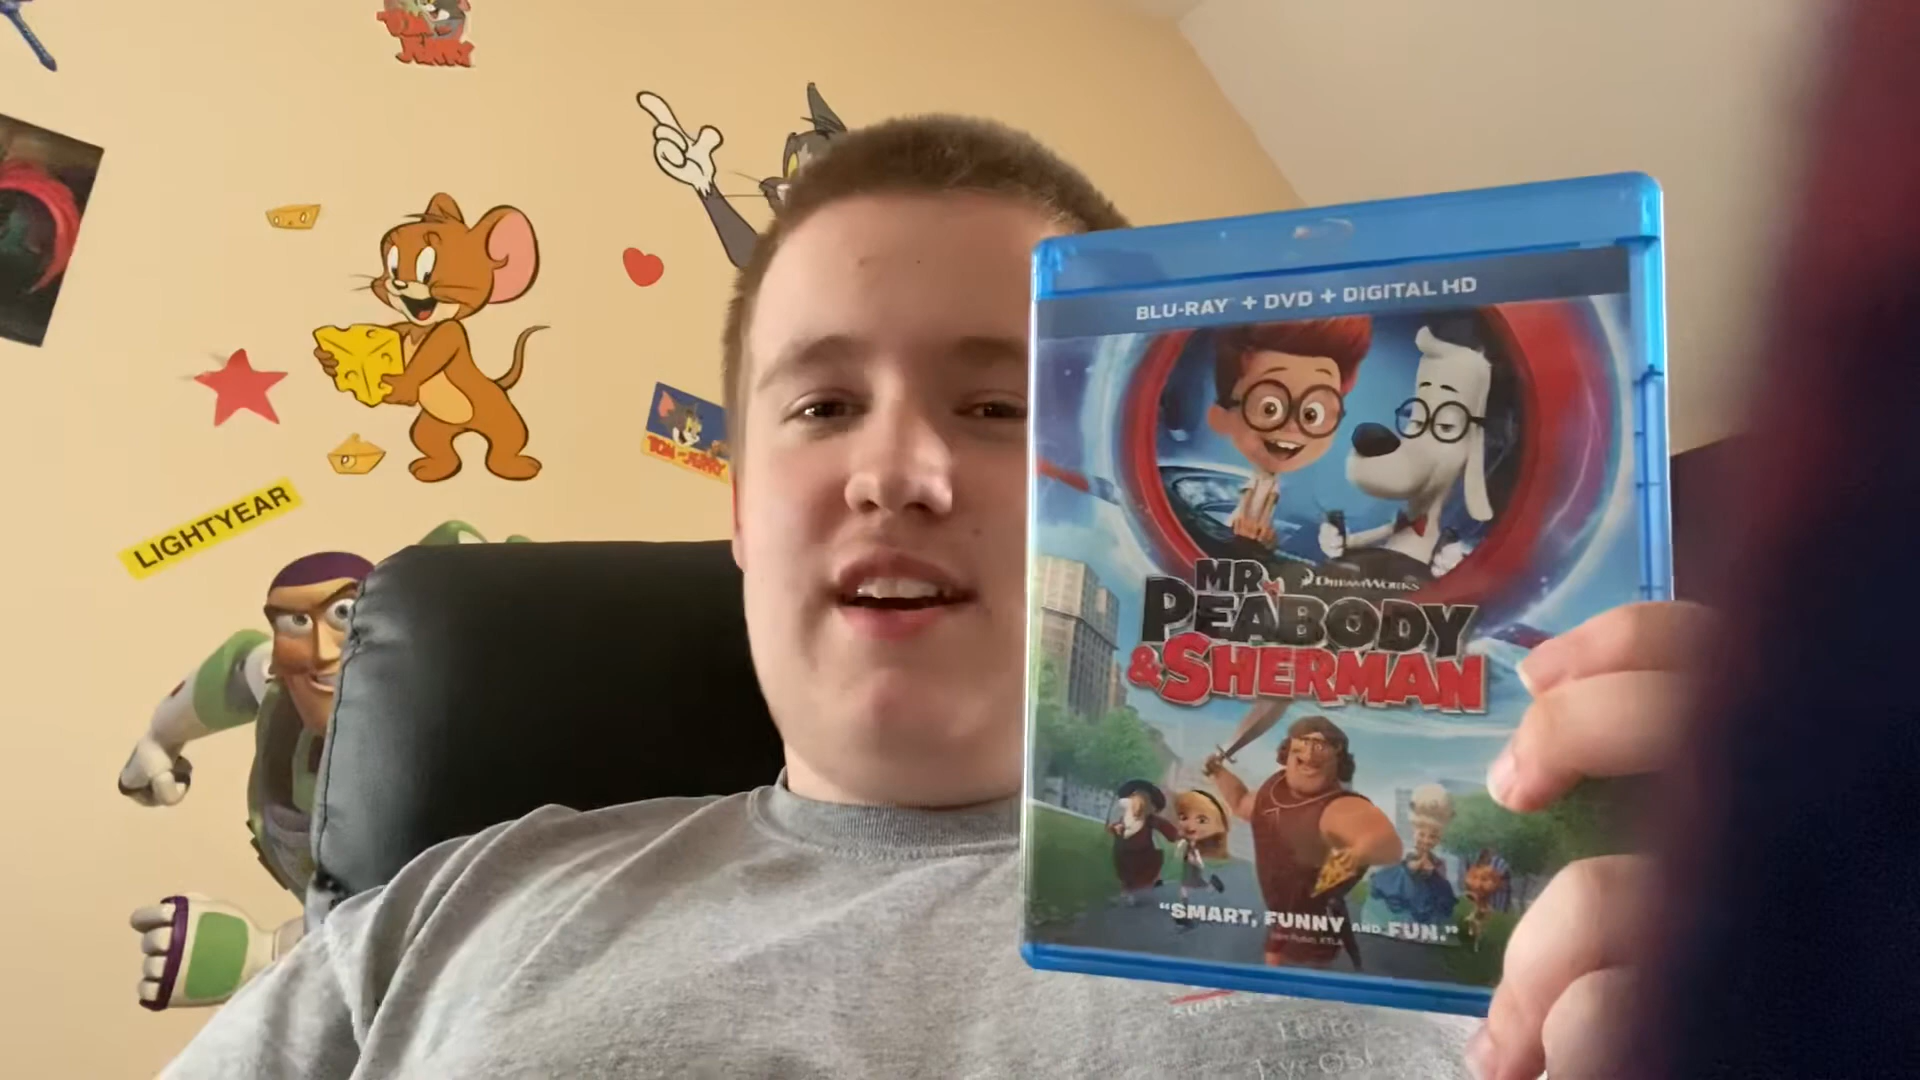 TOM
JERRY
TOM AND JERRY
LIGHTYEAR
BLU-RAY + DVD + DIGITAL HD
DREAMWORKS
MR.
PEABODY
& SHERMAN
“SMART, FUNNY AND FUN.”